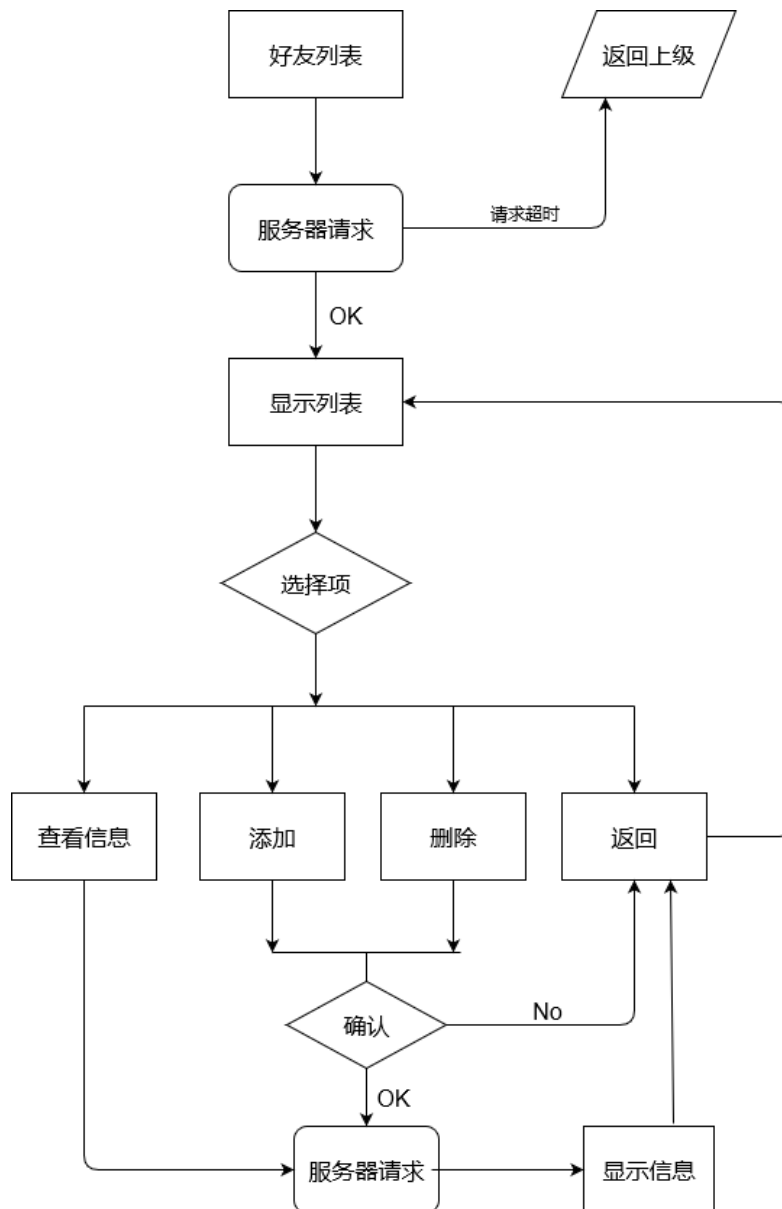 好友列表
返回上级
服务器请求
请求超时
OK
显示列表
选择项
查看信息
添加
删除
返回
确认
No
OK
服务器请求
显示信息